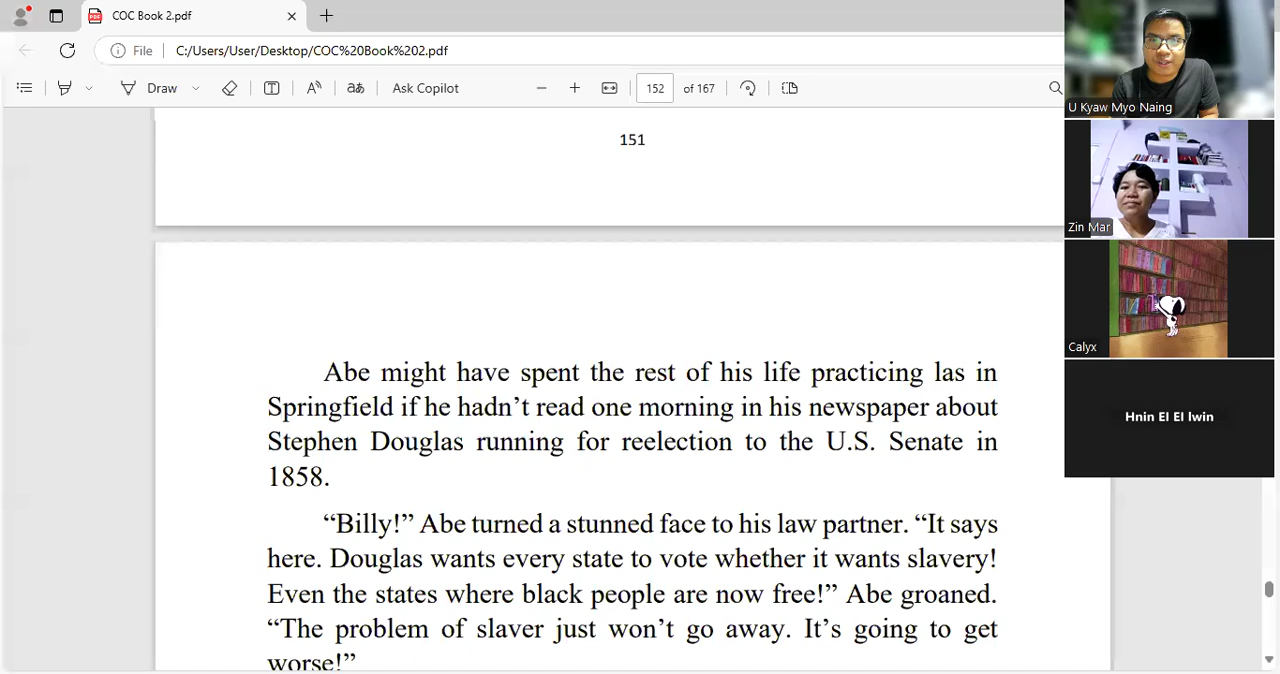 COC Book 2.pdf
File C:/Users/User/Desktop/COC%20Book%202.pdf
Draw aあ Ask Copilot 152 of 167
151
Abe might have spent the rest of his life practicing las in
Springfield if he hadn’t read one morning in his newspaper about
Stephen Douglas running for reelection to the U.S. Senate in
1858.
“Billy!” Abe turned a stunned face to his law partner. “It says
here. Douglas wants every state to vote whether it wants slavery!
Even the states where black people are now free!” Abe groaned.
“The problem of slaver just won’t go away. It’s going to get
worse!”
U Kyaw Myo Naing
Zin Mar
Calyx
Hnin EI EI lwin